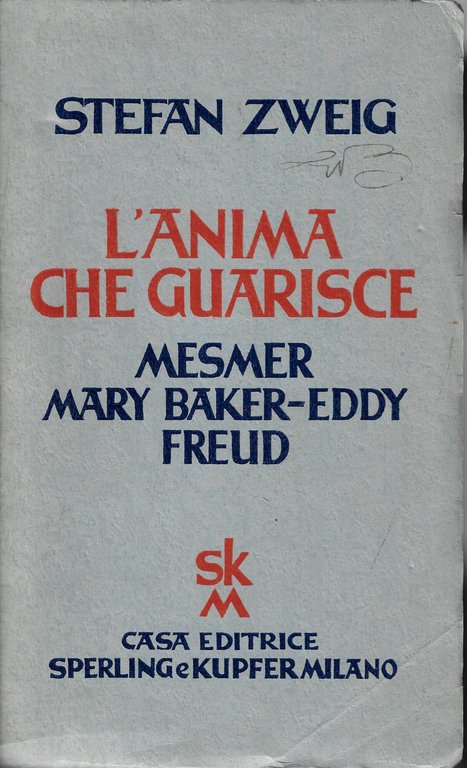 STEFAN ZWEIG
L'ANIMA
CHE GUARISCE
MESMER
MARY BAKER-EDDY
FREUD
sk
M
CASA EDITRICE
SPERLING e KUPFER MILANO